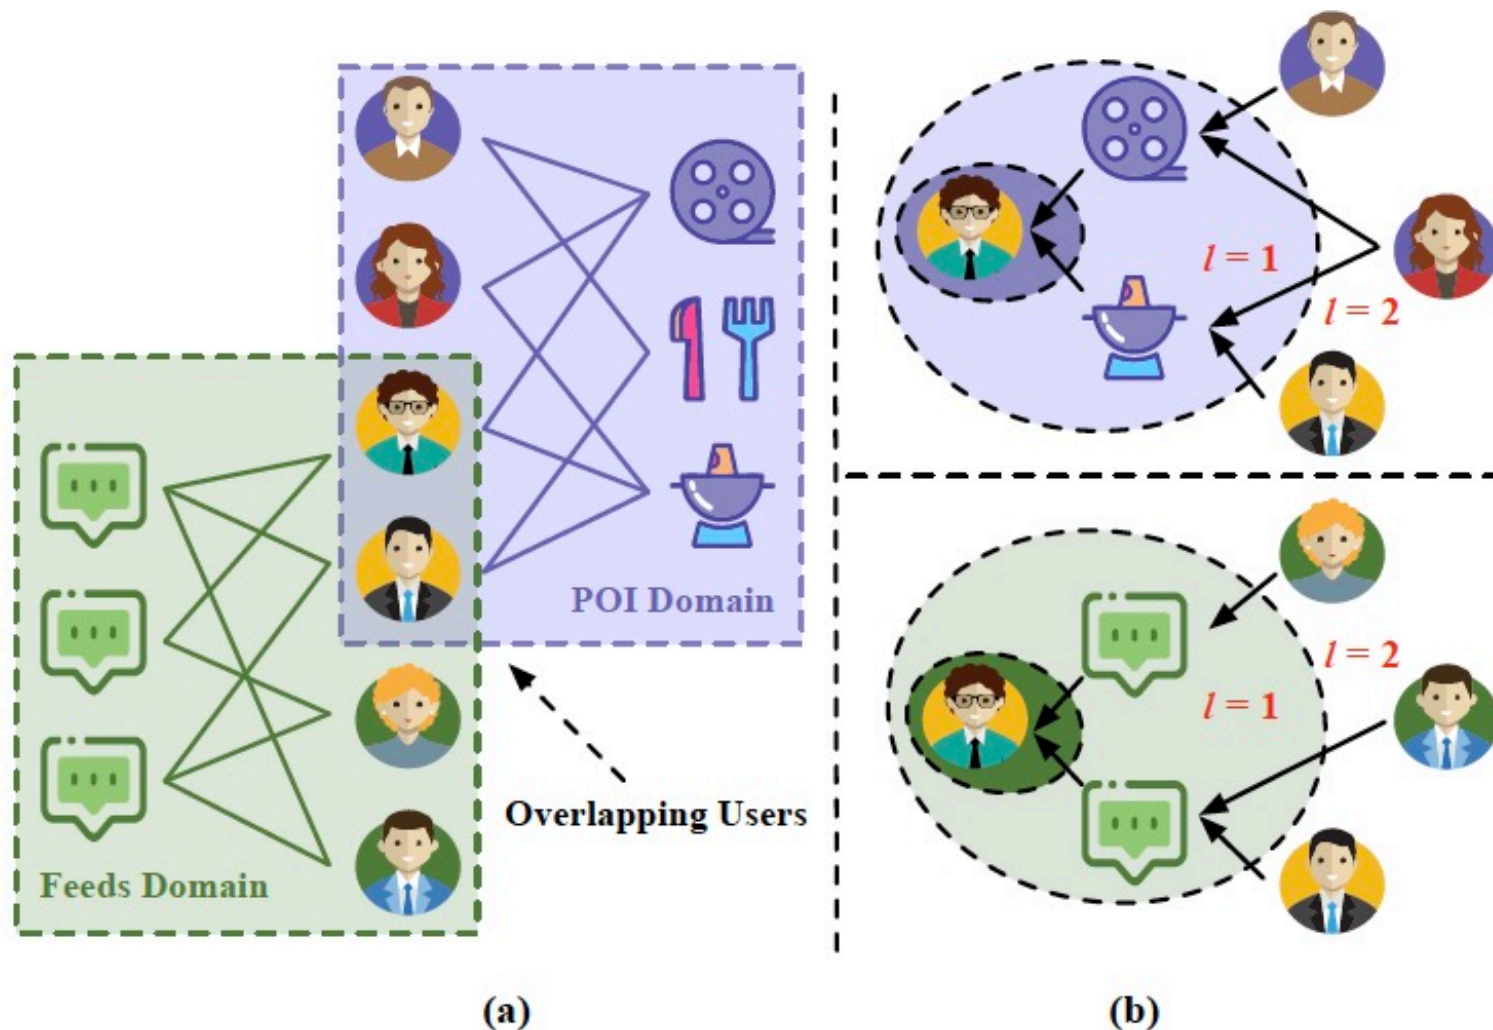 POI Domain
Overlapping Users
Feeds Domain
(a)
l = 1
l = 2
l = 2
l = 1
(b)